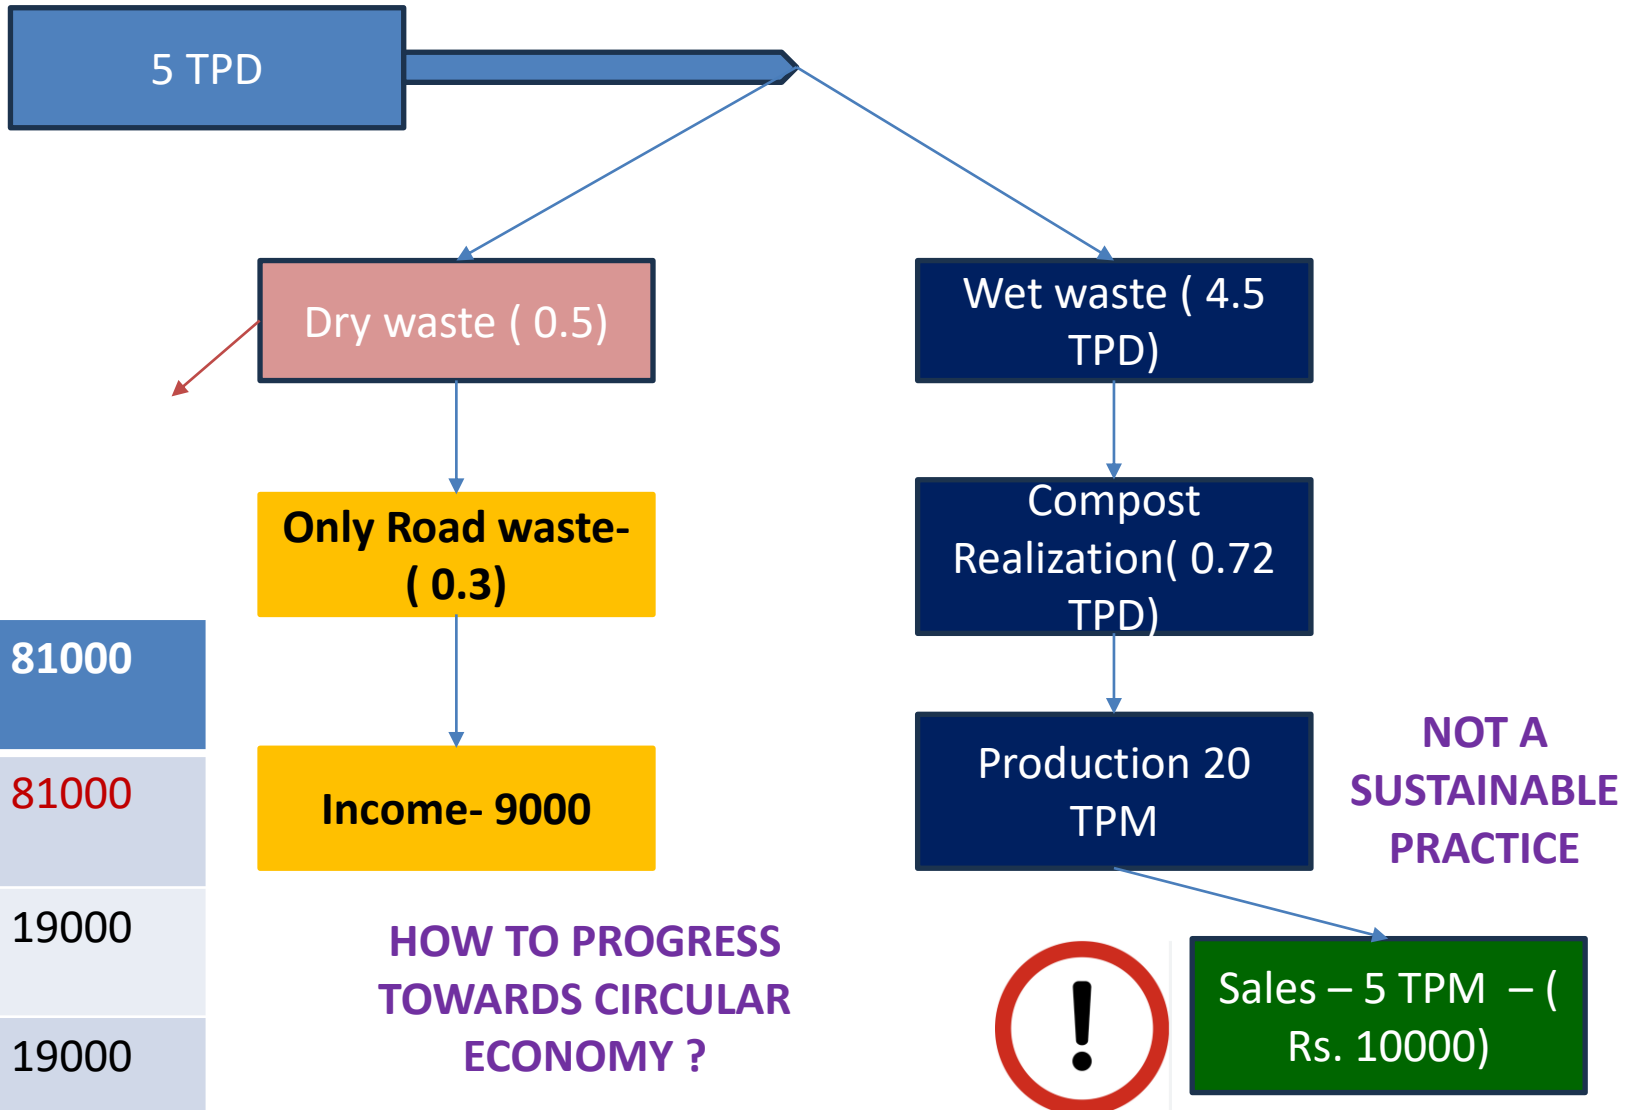 5 TPD
Dry waste ( 0.5)
Wet waste ( 4.5
TPD)
Only Road waste-
( 0.3)
Compost
Realization( 0.72
TPD)
Income- 9000
Production 20
TPM
NOT A
SUSTAINABLE
PRACTICE
81000
81000
19000
19000
HOW TO PROGRESS
TOWARDS CIRCULAR
ECONOMY ?
!
Sales – 5 TPM – (
Rs. 10000)